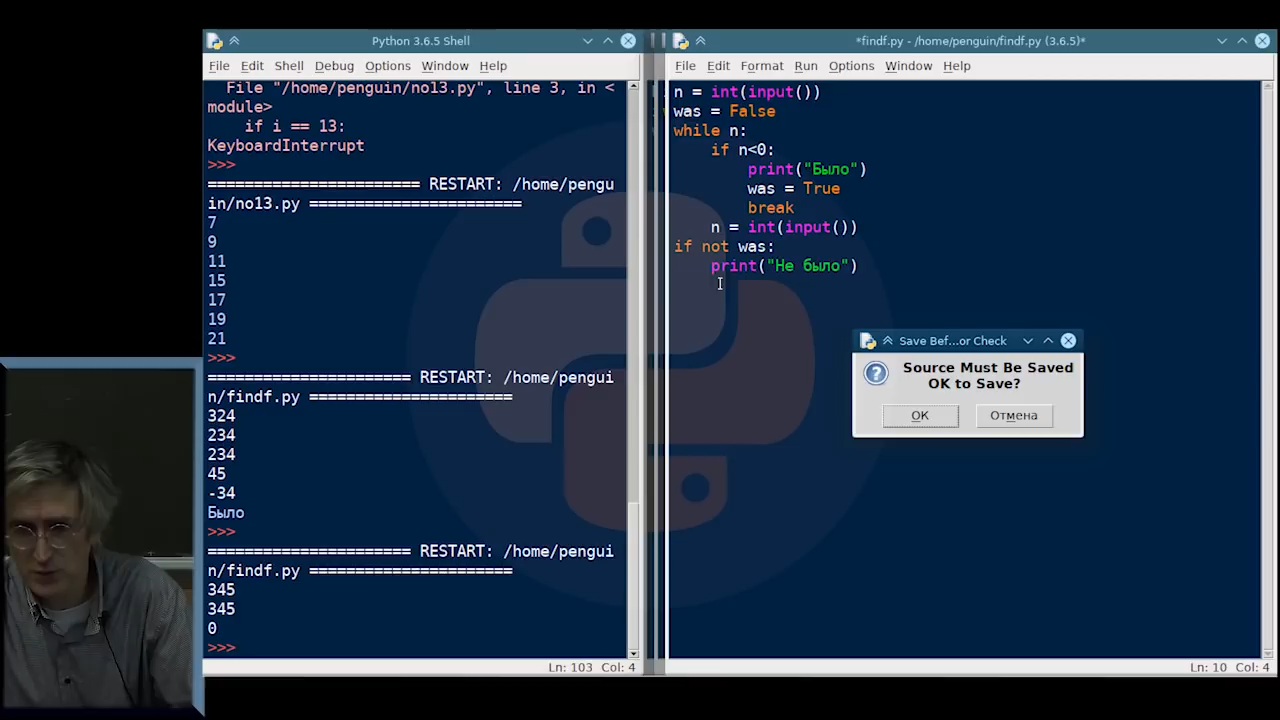 Python 3.6.5 Shell
File Edit Shell Debug Options Window Help
File "/home/penguin/no13.py", line 3, in <
module>
if i == 13:
KeyboardInterrupt
>>>
====================== RESTART: /home/pengu
in/no13.py =======================
7
9
11
15
17
19
21
>>>
====================== RESTART: /home/pengui
n/findf.py ======================
324
234
234
45
-34
Было
>>>
====================== RESTART: /home/pengui
n/findf.py ======================
345
345
0
>>>
Ln: 103 Col: 4
*findf.py - /home/penguin/findf.py (3.6.5)*
File Edit Format Run Options Window Help
n = int(input())
was = False
while n:
    if n<0:
        print("Было")
        was = True
        break
    n = int(input())
if not was:
    print("Не было")
Save Bef...or Check
Source Must Be Saved
OK to Save?
OK
Отмена
Ln: 10 Col: 4